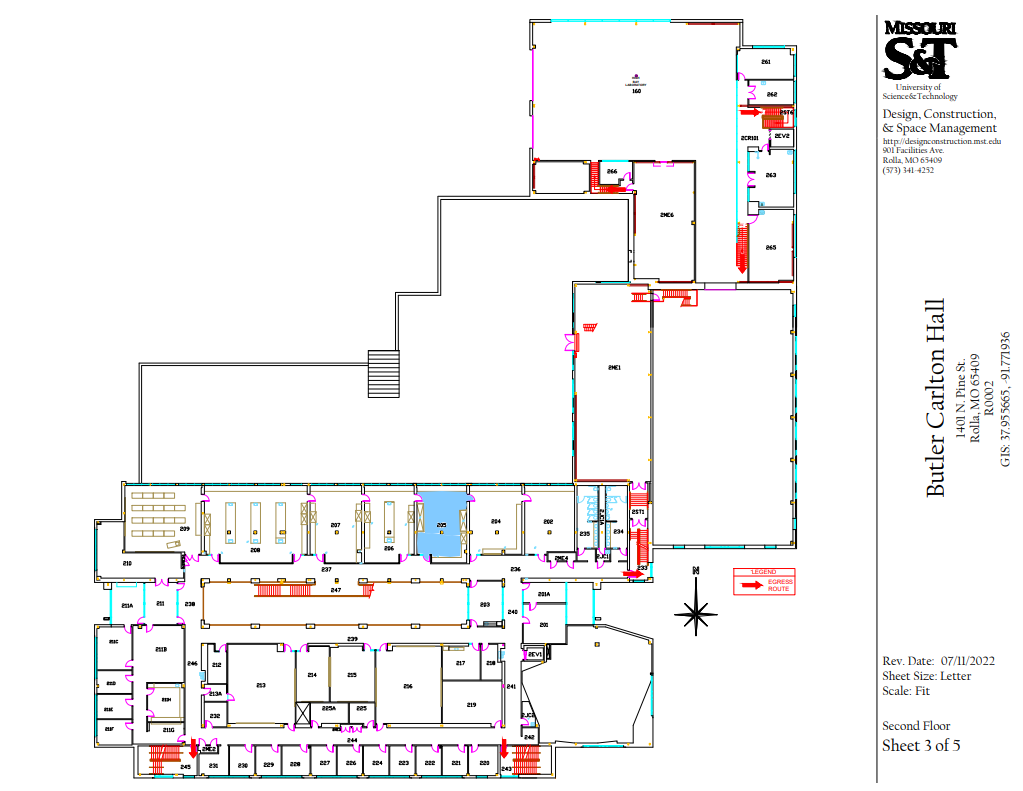 MISSOURI
S&T
University of
Science&Technology
Design, Construction,
& Space Management
http://designconstruction.mst.edu
901 Facilities Ave.
Rolla, MO 65409
(573) 341-4252
Butler Carlton Hall
1401 N. Pine St.
Rolla, MO 65409
R0002
GIS: 37.955665, -91.771936
Rev. Date: 07/11/2022
Sheet Size: Letter
Scale: Fit
Second Floor
Sheet 3 of 5
LEGEND
EGRESS
ROUTE
LABORATORY
160
261
262
2ST6
2CR101
2EV2
263
265
266
2ME6
2ME1
209
208
207
206
205
204
202
235
2JC1A
234
2ST1
2ME4
2JC1
233
210
237
236
247
211A
211
238
203
240
201A
201
239
211C
211B
246
212
213
214
215
216
217
218
2EV1
211D
211E
211F
211H
211G
213A
232
225A
225
219
241
2JC2
242
244
2ME2
245
231
230
229
228
227
226
224
223
222
221
220
243